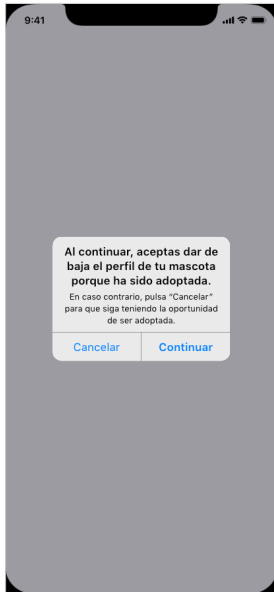 9:41
Al continuar, aceptas dar de
baja el perfil de tu mascota
porque ha sido adoptada.
En caso contrario, pulsa “Cancelar”
para que siga teniendo la oportunidad
de ser adoptada.
Cancelar
Continuar